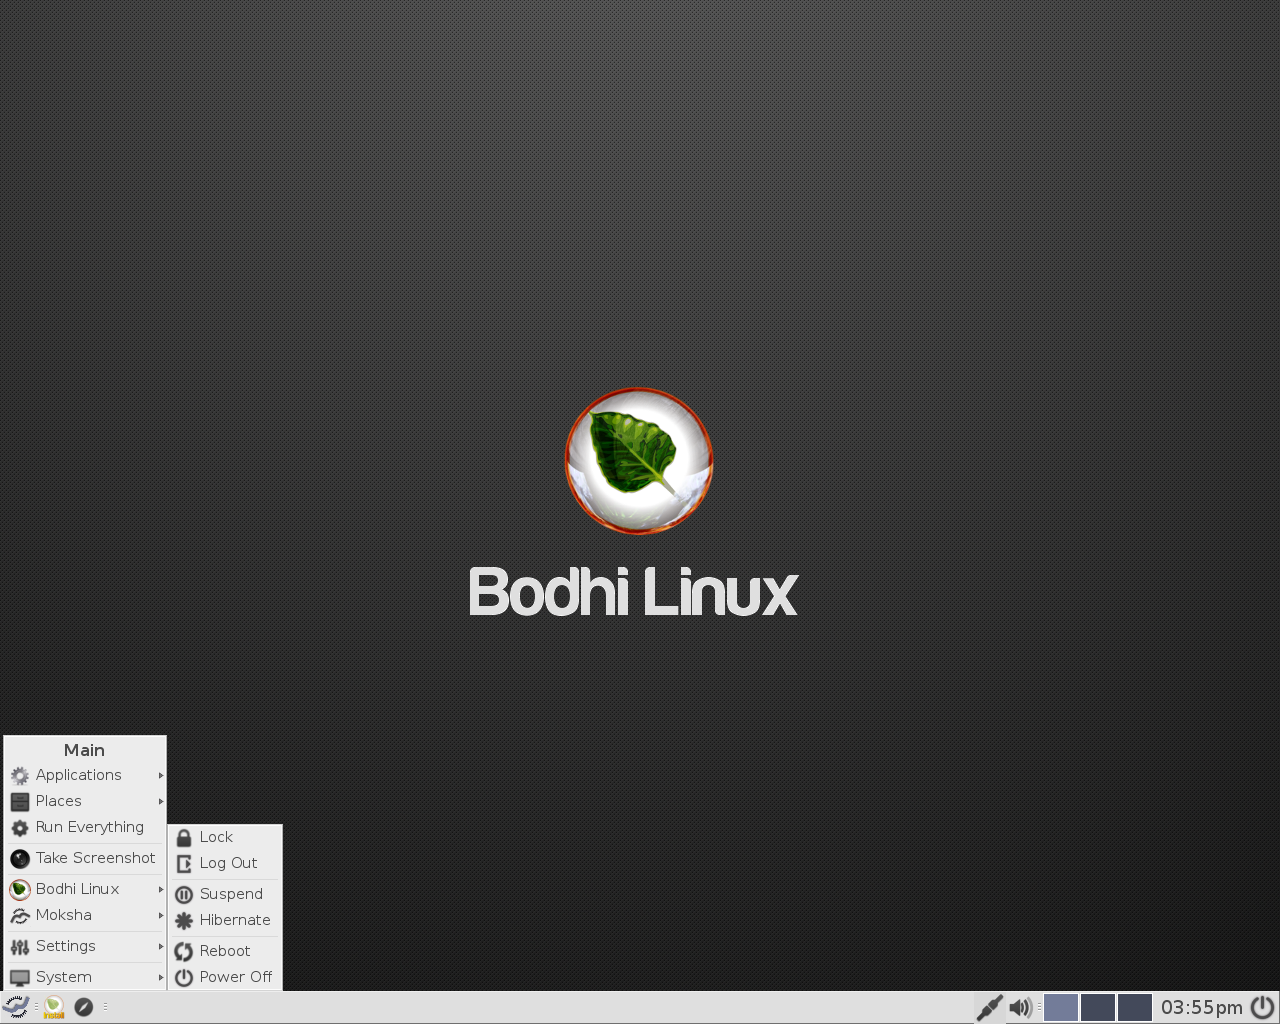 Bodhi Linux
Main
Applications
Places
Run Everything
Take Screenshot
Bodhi Linux
Moksha
Settings
System
Lock
Log Out
Suspend
Hibernate
Reboot
Power Off
Install
03:55pm